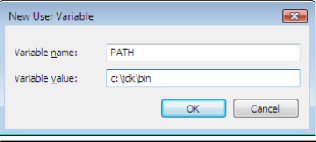 New User Variable
Variable name:
PATH
Variable value:
c:\jdk\bin
OK
Cancel